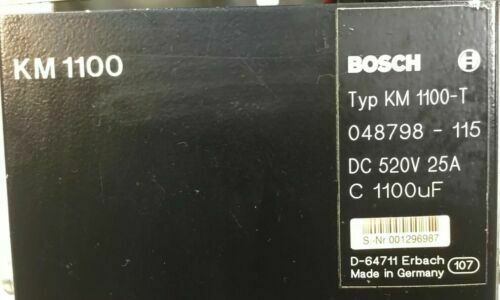 KM 1100
BOSCH
Typ KM 1100-T
048798 - 115
DC 520V 25A
C 1100uF
S.-Nr.001296987
D-64711 Erbach
Made in Germany 107